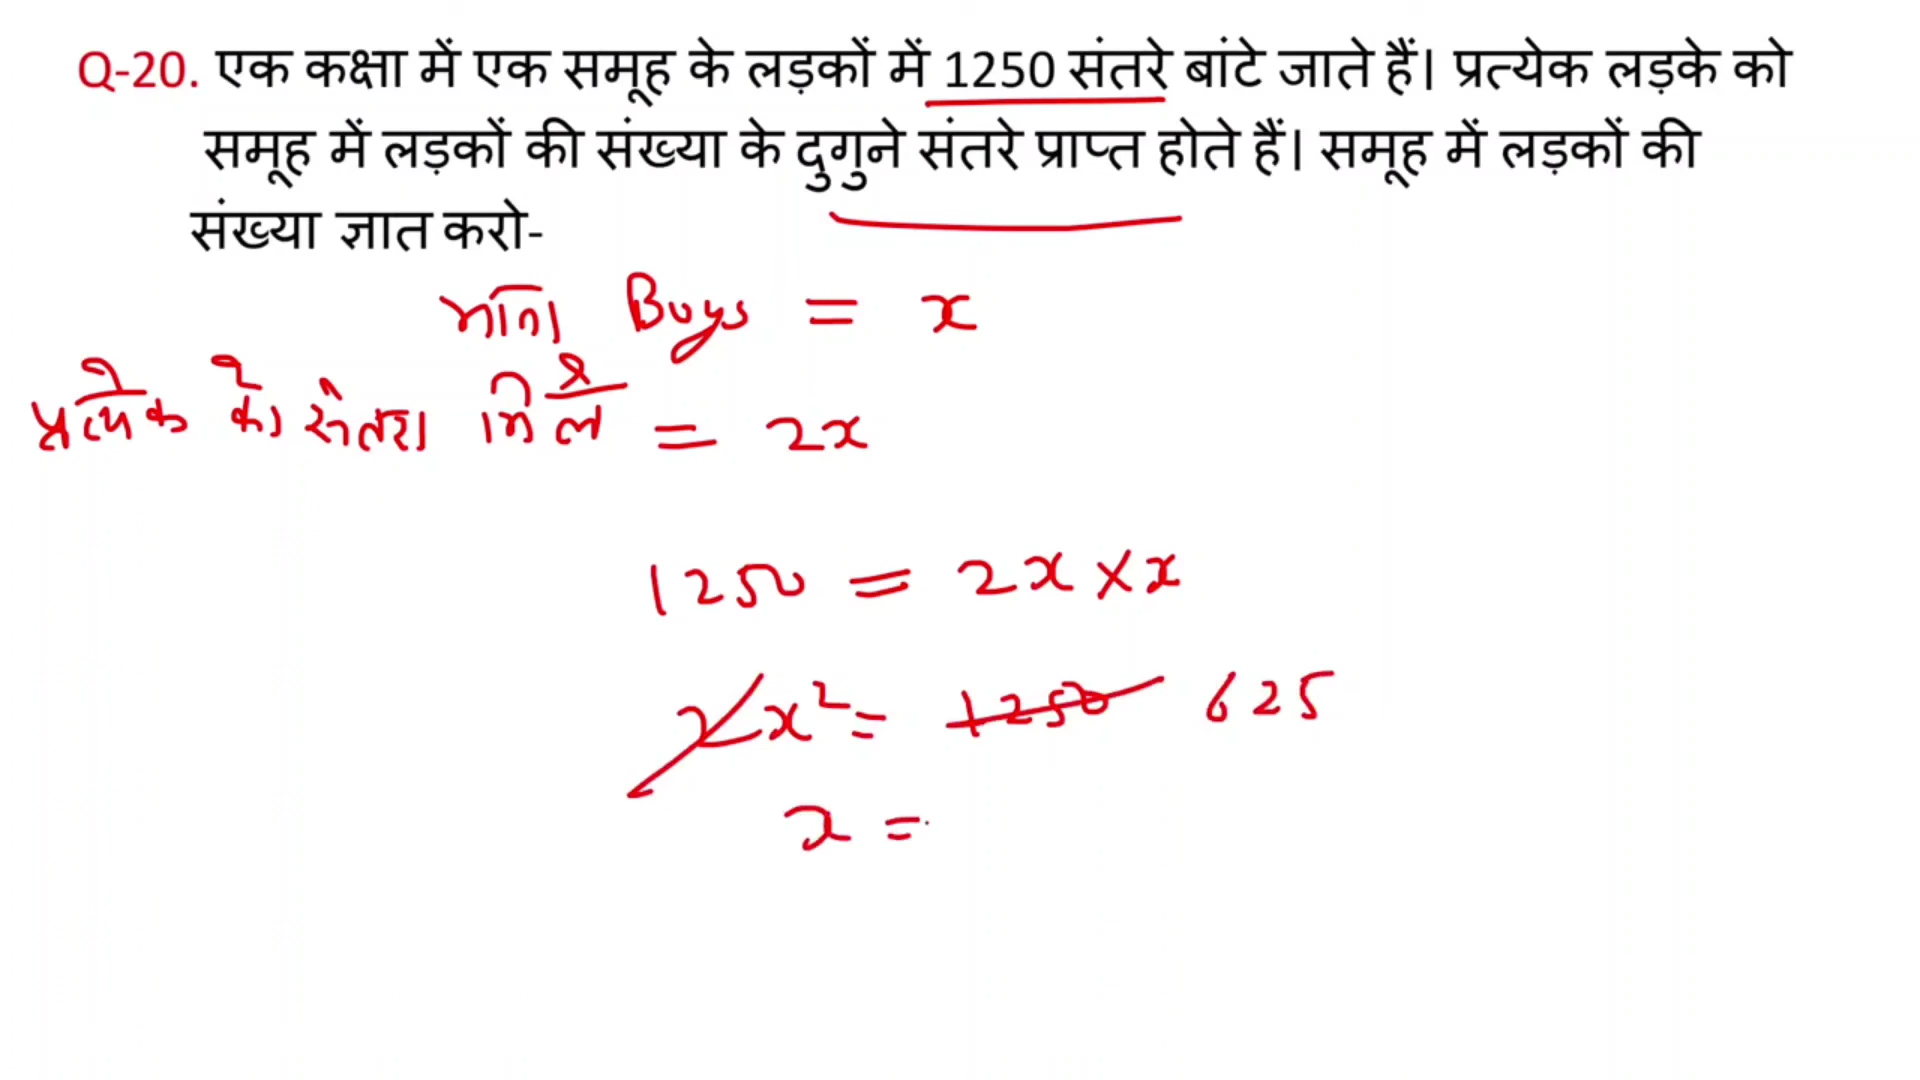 Q-20. एक कक्षा में एक समूह के लड़कों में 1250 संतरे बांटे जाते हैं। प्रत्येक लड़के को
समूह में लड़कों की संख्या के दुगुने संतरे प्राप्त होते हैं। समूह में लड़कों की
संख्या ज्ञात करो-
माना Boys = x
प्रत्येक को संतरा मिले = 2x
1250 = 2x × x
2x² = 1250 625
x =